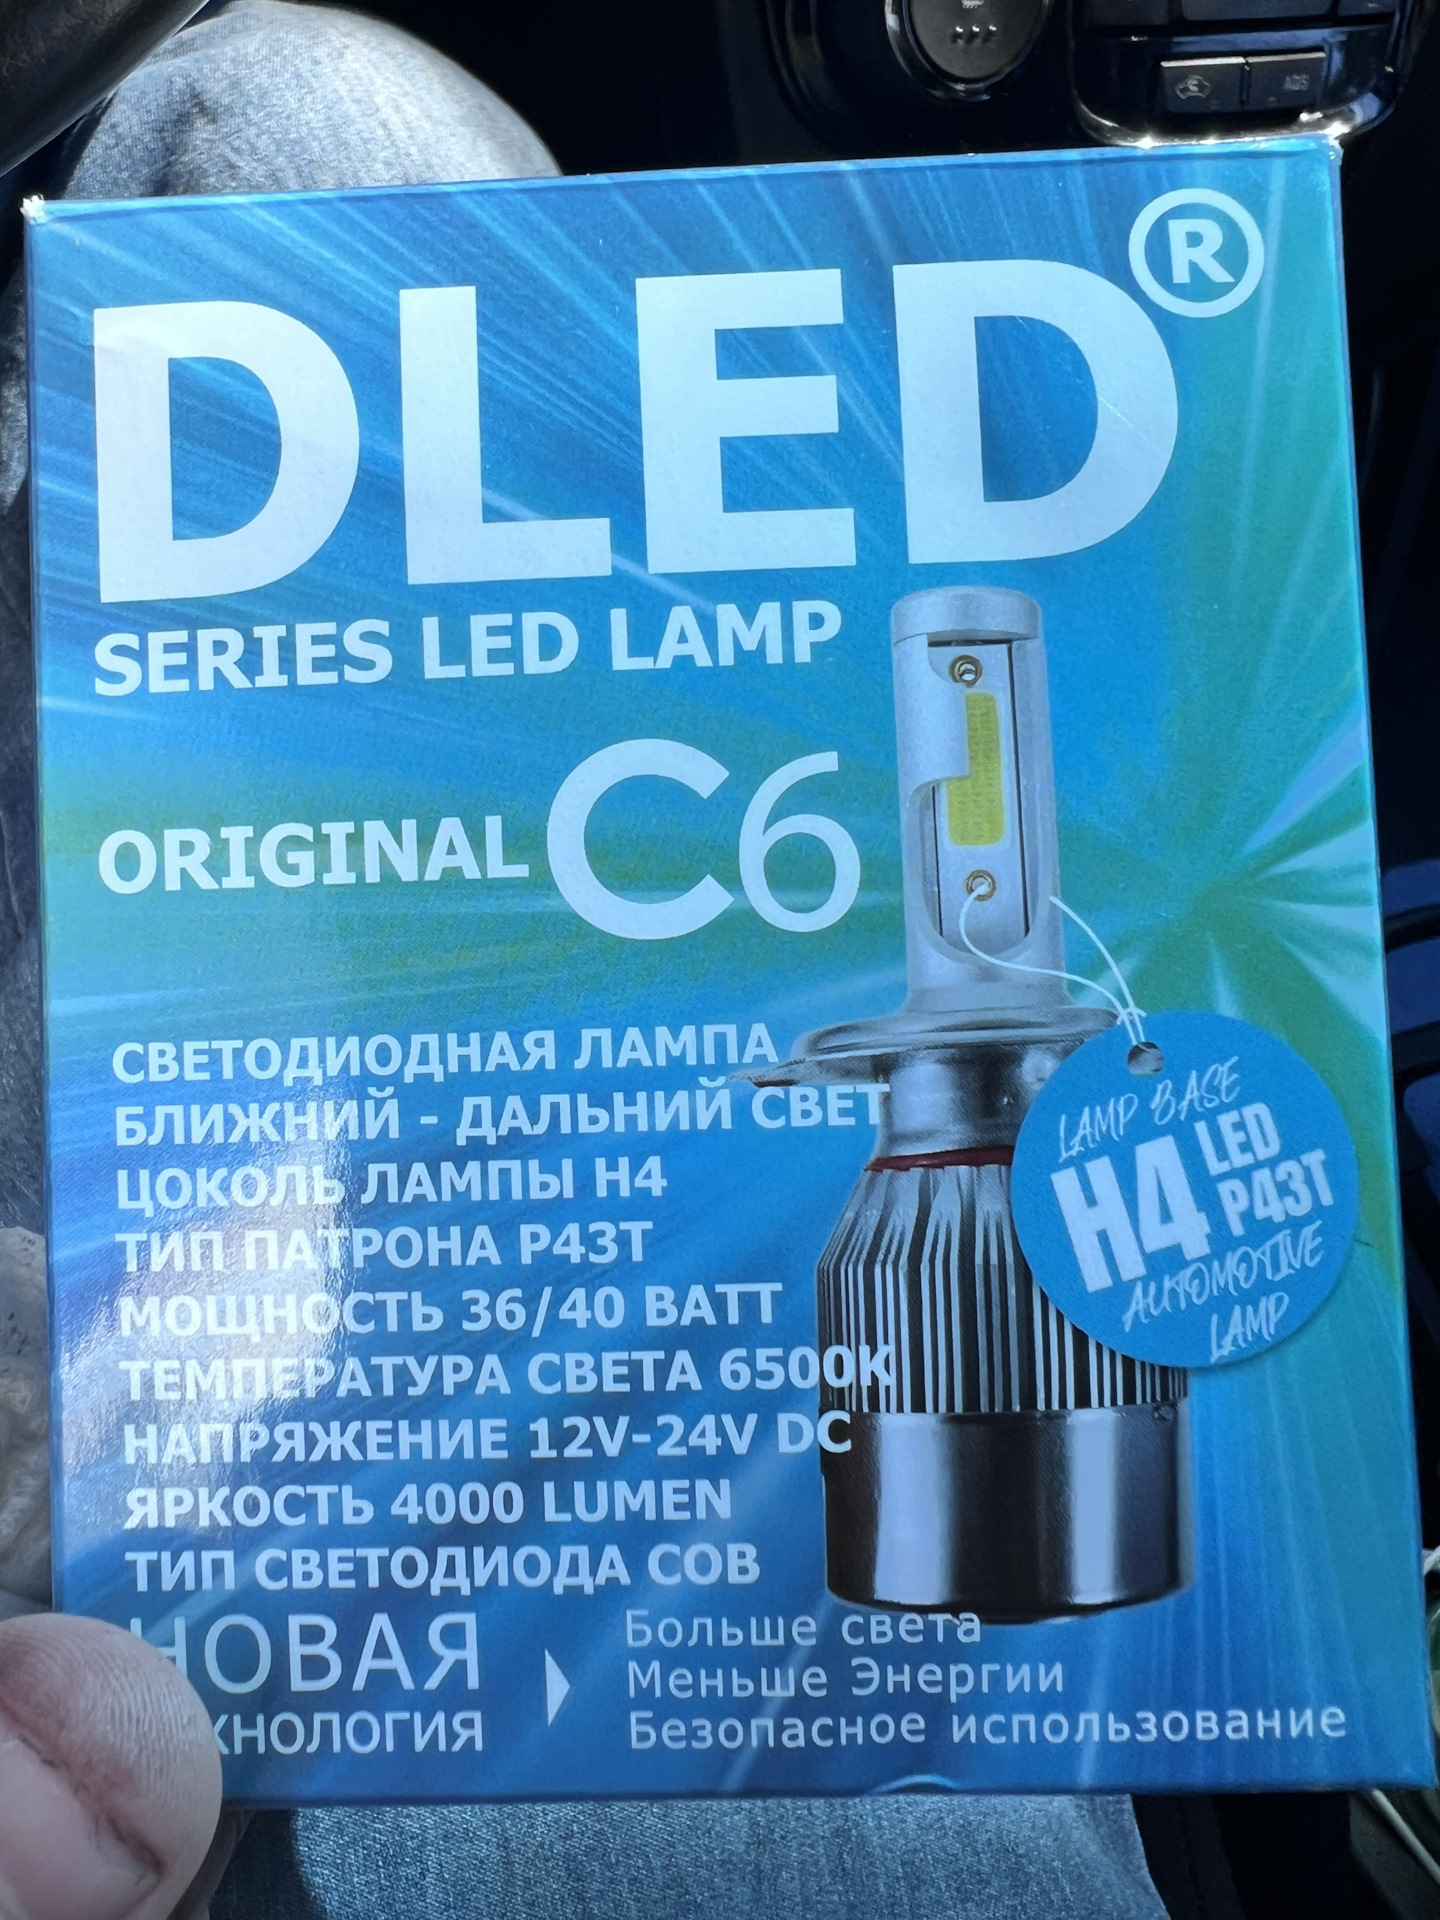 DLED®
SERIES LED LAMP
ORIGINAL C6
СВЕТОДИОДНАЯ ЛАМПА
БЛИЖНИЙ - ДАЛЬНИЙ СВЕТ
ЦОКОЛЬ ЛАМПЫ H4
ТИП ПАТРОНА P43T
МОЩНОСТЬ 36/40 ВАТТ
ТЕМПЕРАТУРА СВЕТА 6500K
НАПРЯЖЕНИЕ 12V-24V DC
ЯРКОСТЬ 4000 LUMEN
ТИП СВЕТОДИОДА COB
LAMP BASE
H4 LED
P43T
AUTOMOTIVE
LAMP
НОВАЯ
ХНОЛОГИЯ
Больше света
Меньше Энергии
Безопасное использование